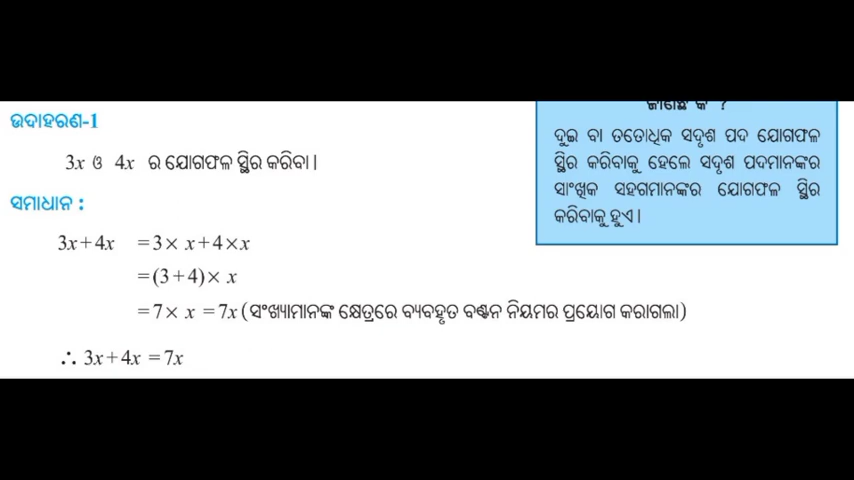 ଉଦାହରଣ-1
3x ଓ 4x ର ଯୋଗଫଳ ସ୍ଥିର କରିବା।
ସମାଧାନ :
3x+4x = 3 × x + 4 × x
= (3 + 4) × x
= 7 × x = 7x (ସଂଖ୍ୟାମାନଙ୍କ କ୍ଷେତ୍ରରେ ବ୍ୟବହୃତ ବଣ୍ଟନ ନିୟମର ପ୍ରୟୋଗ କରାଗଲା)
∴ 3x+4x = 7x
ଦୁଇ ବା ତତୋଧିକ ସଦୃଶ ପଦ ଯୋଗଫଳ
ସ୍ଥିର କରିବାକୁ ହେଲେ ସଦୃଶ ପଦମାନଙ୍କର
ସାଂଖ୍ୟିକ ସହଗମାନଙ୍କର ଯୋଗଫଳ ସ୍ଥିର
କରିବାକୁ ହୁଏ।